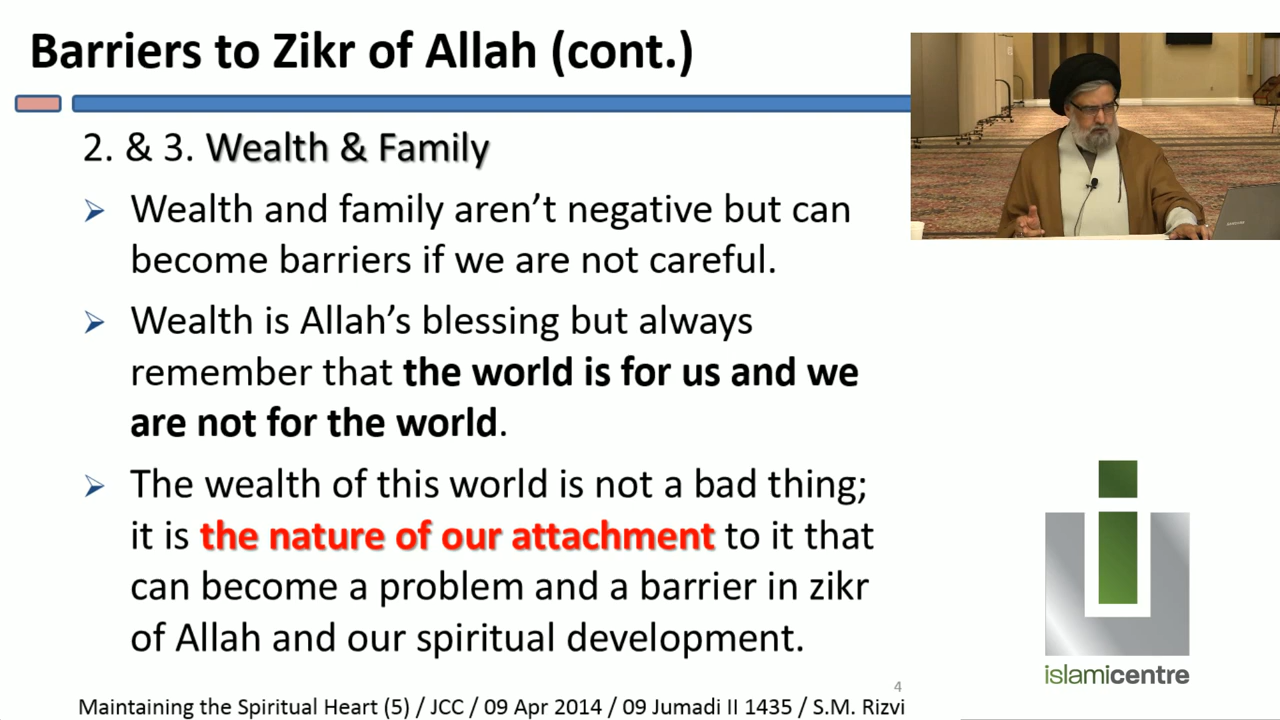 Barriers to Zikr of Allah (cont.)
2. & 3. Wealth & Family
Wealth and family aren’t negative but can
become barriers if we are not careful.
Wealth is Allah’s blessing but always
remember that the world is for us and we
are not for the world.
The wealth of this world is not a bad thing;
it is the nature of our attachment to it that
can become a problem and a barrier in zikr
of Allah and our spiritual development.
4
Maintaining the Spiritual Heart (5) / JCC / 09 Apr 2014 / 09 Jumadi II 1435 / S.M. Rizvi
SAMSUNG
islamicentre